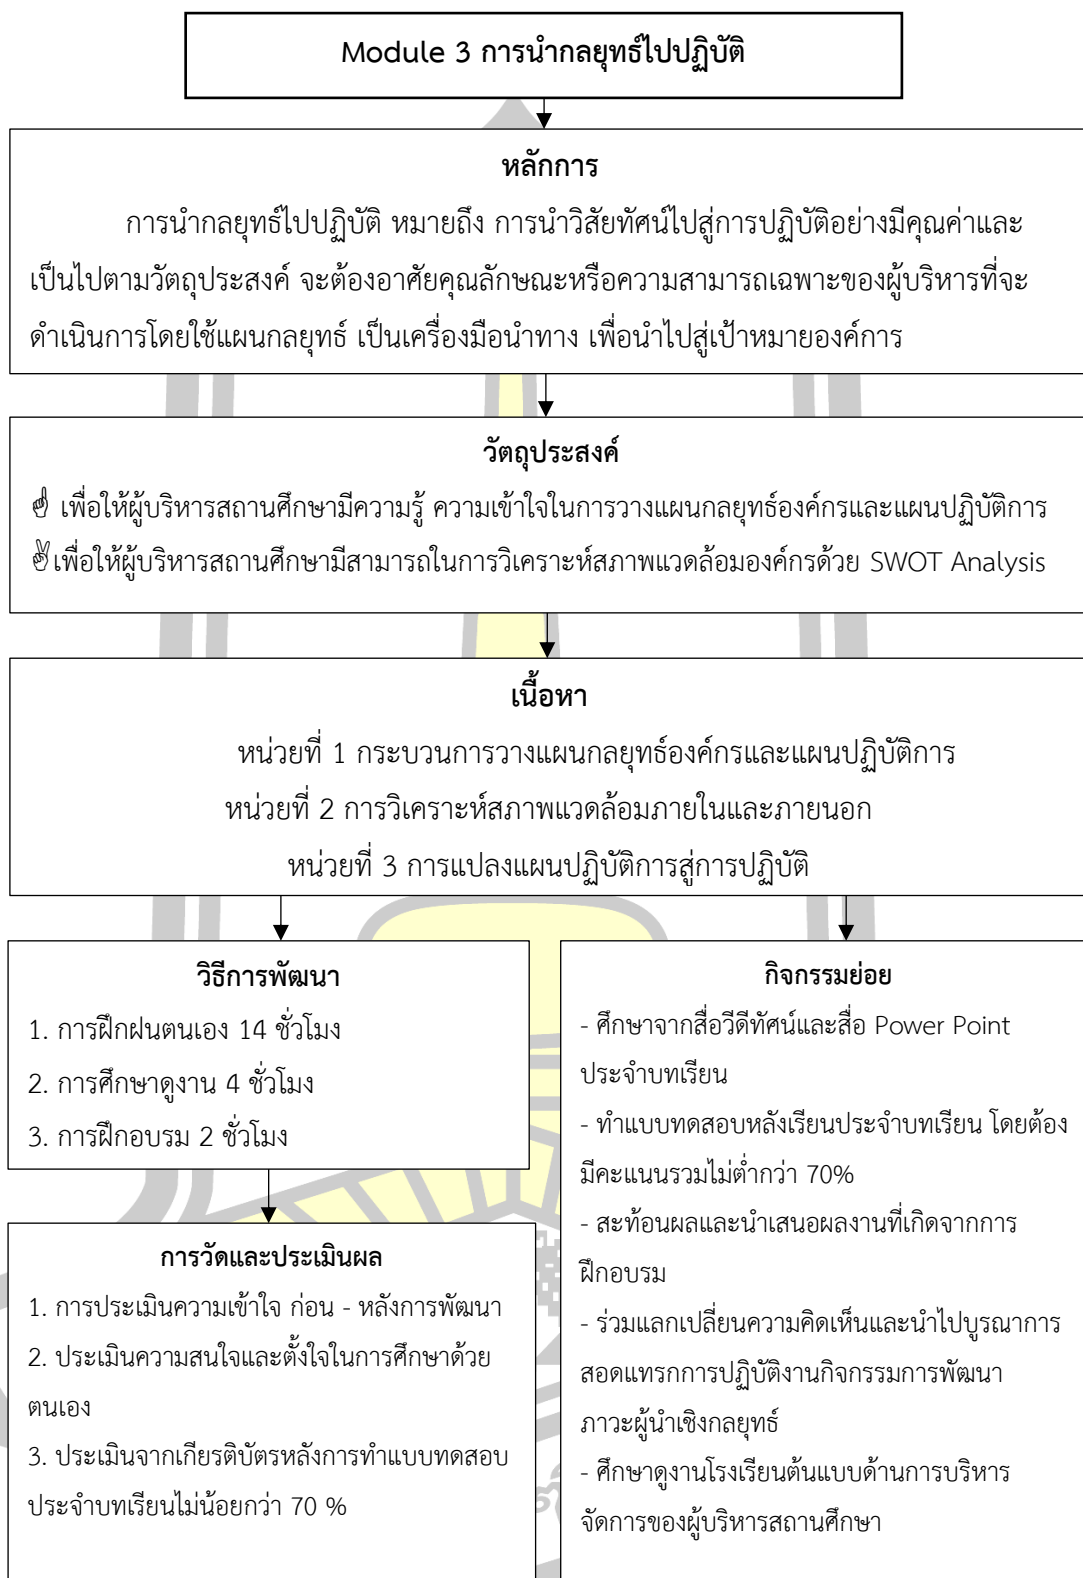 Module 3 การนำกลยุทธ์ไปปฏิบัติ
หลักการ
การนำกลยุทธ์ไปปฏิบัติ หมายถึง การนำวิสัยทัศน์ไปสู่การปฏิบัติอย่างมีคุณค่าและ
เป็นไปตามวัตถุประสงค์ จะต้องอาศัยคุณลักษณะหรือความสามารถเฉพาะของผู้บริหารที่จะ
ดำเนินการโดยใช้แผนกลยุทธ์ เป็นเครื่องมือนำทาง เพื่อนำไปสู่เป้าหมายองค์การ
วัตถุประสงค์
☝ เพื่อให้ผู้บริหารสถานศึกษามีความรู้ ความเข้าใจในการวางแผนกลยุทธ์องค์กรและแผนปฏิบัติการ
✌เพื่อให้ผู้บริหารสถานศึกษามีสามารถในการวิเคราะห์สภาพแวดล้อมองค์กรด้วย SWOT Analysis
เนื้อหา
หน่วยที่ 1 กระบวนการวางแผนกลยุทธ์องค์กรและแผนปฏิบัติการ
หน่วยที่ 2 การวิเคราะห์สภาพแวดล้อมภายในและภายนอก
หน่วยที่ 3 การแปลงแผนปฏิบัติการสู่การปฏิบัติ
วิธีการพัฒนา
1. การฝึกฝนตนเอง 14 ชั่วโมง
2. การศึกษาดูงาน 4 ชั่วโมง
3. การฝึกอบรม 2 ชั่วโมง
การวัดและประเมินผล
1. การประเมินความเข้าใจ ก่อน - หลังการพัฒนา
2. ประเมินความสนใจและตั้งใจในการศึกษาด้วย
ตนเอง
3. ประเมินจากเกียรติบัตรหลังการทำแบบทดสอบ
ประจำบทเรียนไม่น้อยกว่า 70 %
กิจกรรมย่อย
- ศึกษาจากสื่อวีดีทัศน์และสื่อ Power Point
ประจำบทเรียน
- ทำแบบทดสอบหลังเรียนประจำบทเรียน โดยต้อง
มีคะแนนรวมไม่ต่ำกว่า 70%
- สะท้อนผลและนำเสนอผลงานที่เกิดจากการ
ฝึกอบรม
- ร่วมแลกเปลี่ยนความคิดเห็นและนำไปบูรณาการ
สอดแทรกการปฏิบัติงานกิจกรรมการพัฒนา
ภาวะผู้นำเชิงกลยุทธ์
- ศึกษาดูงานโรงเรียนต้นแบบด้านการบริหาร
จัดการของผู้บริหารสถานศึกษา